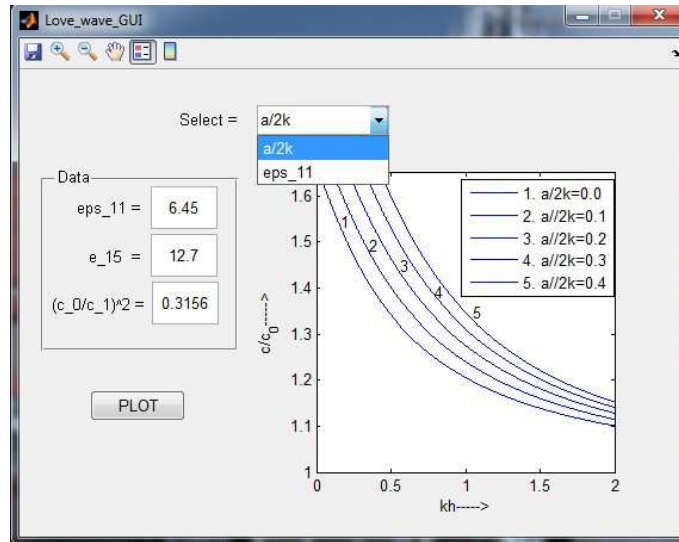 Love_wave_GUI
Select =
a/2k
a/2k
eps_11
Data
eps_11 =
6.45
e_15 =
12.7
(c_0/c_1)^2 =
0.3156
PLOT
1.6
1.5
1.4
1.3
1.2
1.1
1
c/c0----->
0
0.5
1
1.5
2
kh----->
1
2
3
4
5
1. a/2k=0.0
2. a//2k=0.1
3. a//2k=0.2
4. a//2k=0.3
5. a//2k=0.4